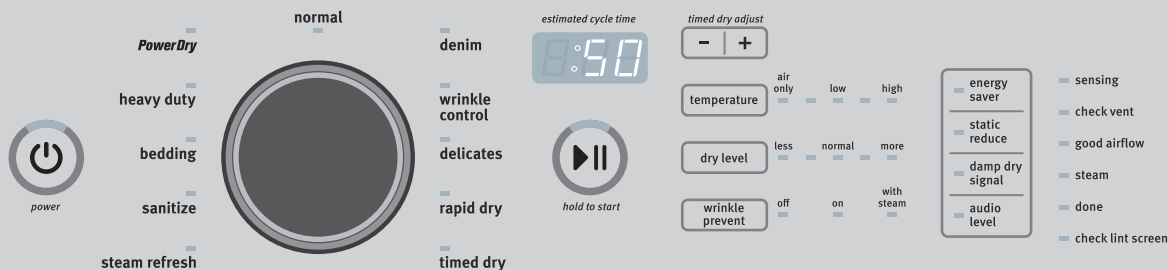 normal
PowerDry
heavy duty
bedding
sanitize
steam refresh
denim
wrinkle
control
delicates
rapid dry
timed dry
power
estimated cycle time
:50
hold to start
timed dry adjust
- +
temperature
air
only
low
high
dry level
less
normal
more
wrinkle
prevent
off
on
with
steam
energy
saver
static
reduce
damp dry
signal
audio
level
sensing
check vent
good airflow
steam
done
check lint screen